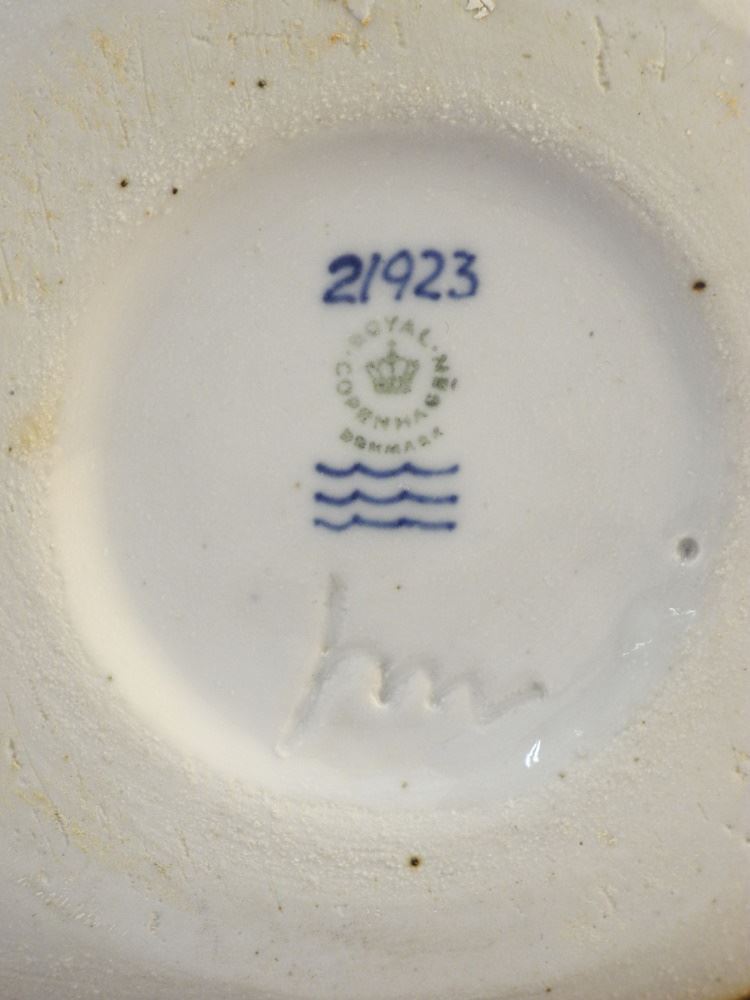 21923
ROYAL
COPENHAGEN
DENMARK